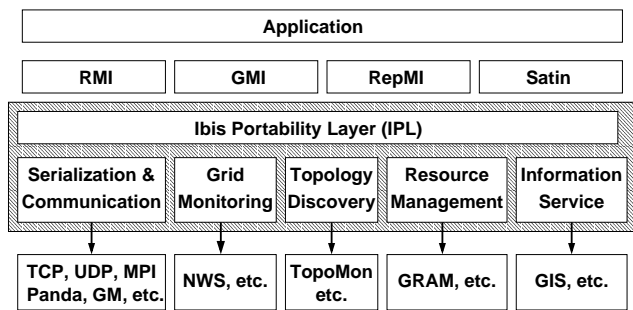 Application
RMI
GMI
RepMI
Satin
Ibis Portability Layer (IPL)
Serialization &
Communication
Grid
Monitoring
Topology
Discovery
Resource
Management
Information
Service
TCP, UDP, MPI
Panda, GM, etc.
NWS, etc.
TopoMon
etc.
GRAM, etc.
GIS, etc.